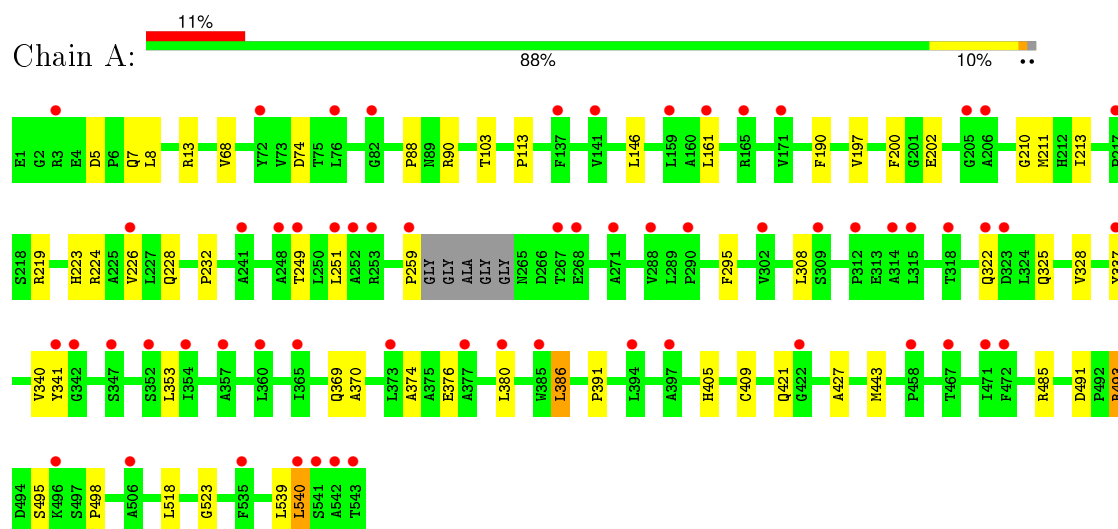 11%
Chain A:
88% 10% ••
E1 G2 R3 E4 D5 P6 Q7 L8 R13 V68 Y72 V73 D74 T75 L76 G82 P88 N89 R90 T103 P113 F137 V141 L146 L159 A160 L161 R165 V171 F190 V197 F200 G201 E202 G205 A206 G210 M211 H212 I213
S218 R219 H223 R224 A225 V226 L227 Q228 P232 A241 A248 T249 L250 L251 A252 R253 P259 GLY GLY ALA GLY GLY N265 D266 T267 E268 A271 V288 L289 P290 F295 V302 L308 S309 P312 E313 A314 L315 T318 Q322 D323 L324 Q325 V328
V340 Y341 G342 S347 S352 L353 I354 A357 L360 I365 Q369 A370 L373 A374 A375 E376 A377 L380 W385 L386 P391 L394 A397 H405 C409 Q421 G422 A427 M443 P458 T467 I471 F472 R485 D491 P492
D494 S495 K496 S497 P498 A506 L518 G523 F535 L539 L540 S541 A542 T543